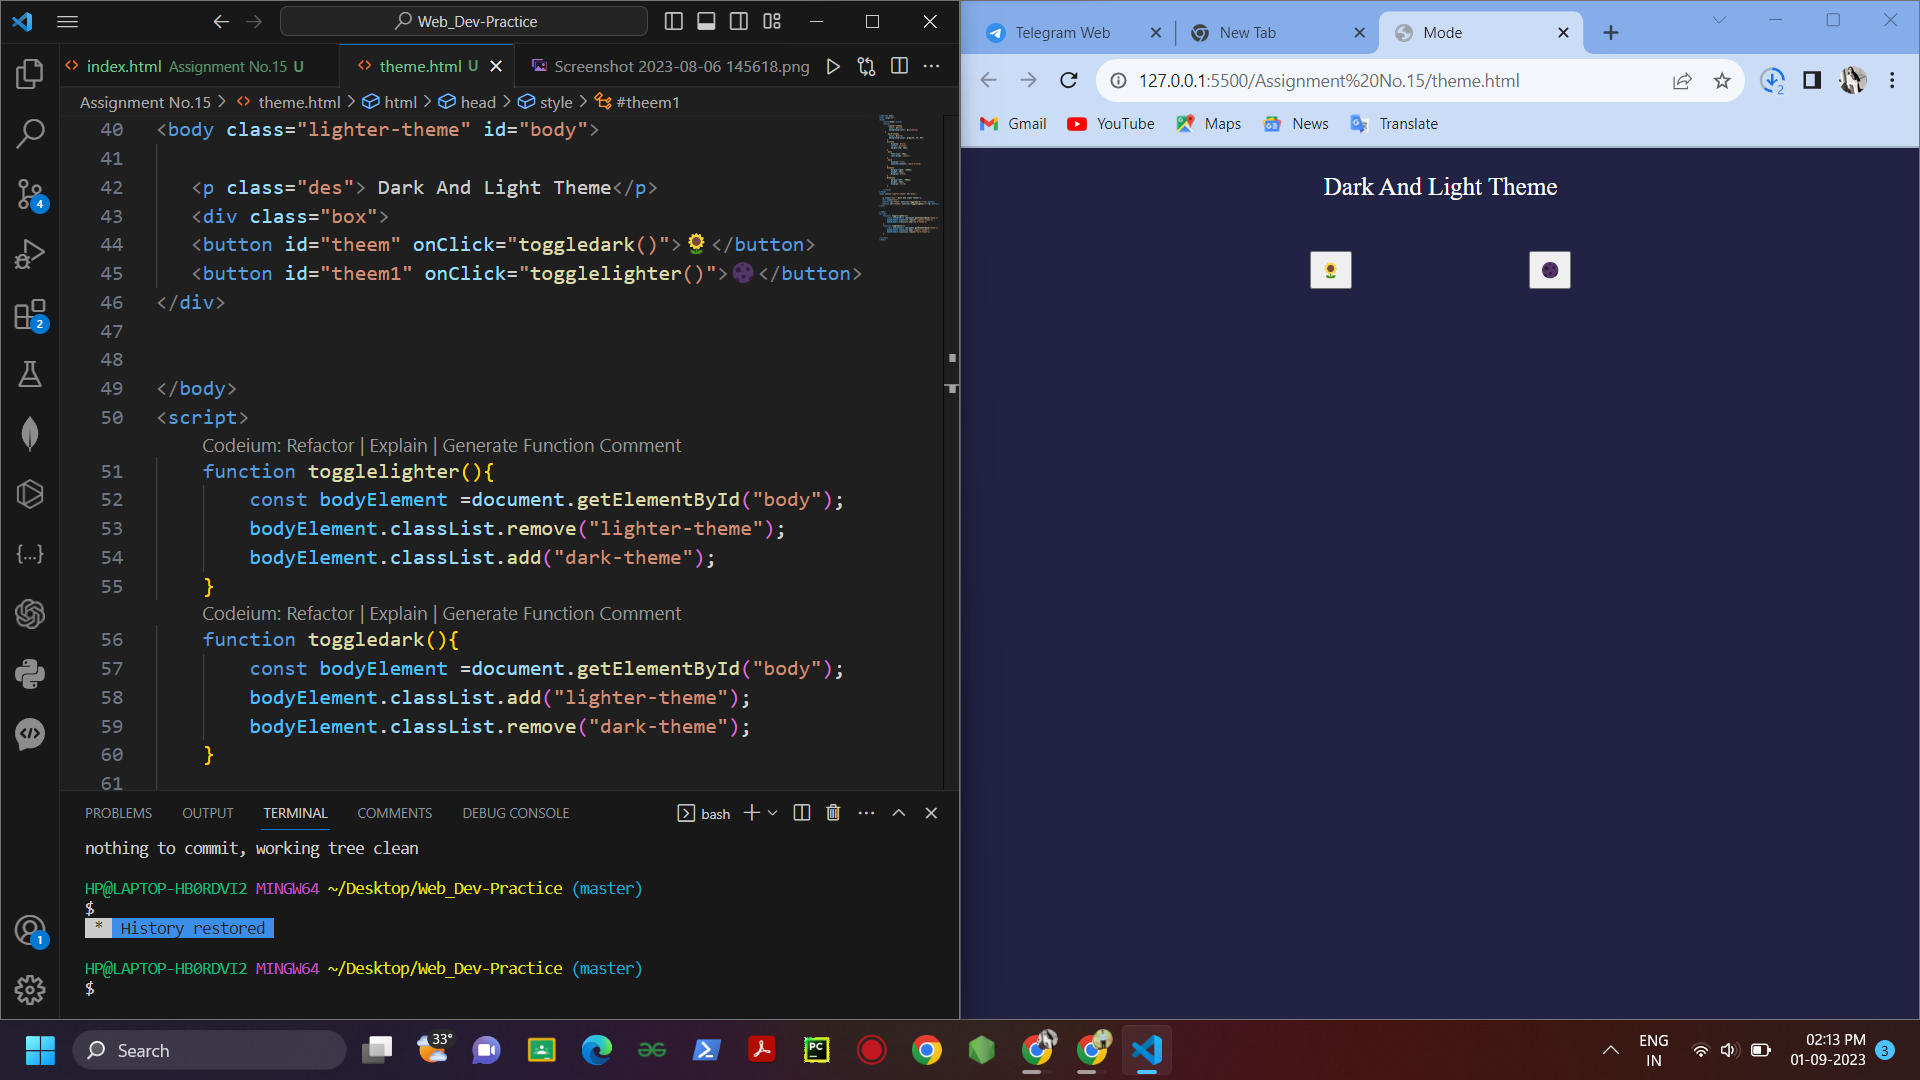 Web_Dev-Practice
index.html Assignment No.15 U
theme.html U
Screenshot 2023-08-06 145618.png
Assignment No.15 > theme.html > html > head > style > #theem1
40 <body class="lighter-theme" id="body">
41
42 <p class="des"> Dark And Light Theme</p>
43 <div class="box">
44 <button id="theem" onClick="toggledark()">🌻</button>
45 <button id="theem1" onClick="togglelighter()">🌑</button>
46 </div>
47
48
49 </body>
50 <script>
Codeium: Refactor | Explain | Generate Function Comment
51 function togglelighter(){
52 const bodyElement =document.getElementById("body");
53 bodyElement.classList.remove("lighter-theme");
54 bodyElement.classList.add("dark-theme");
55 }
Codeium: Refactor | Explain | Generate Function Comment
56 function toggledark(){
57 const bodyElement =document.getElementById("body");
58 bodyElement.classList.add("lighter-theme");
59 bodyElement.classList.remove("dark-theme");
60 }
61
4
2
1
PROBLEMS OUTPUT TERMINAL COMMENTS DEBUG CONSOLE
bash
nothing to commit, working tree clean
HP@LAPTOP-HB0RDVI2 MINGW64 ~/Desktop/Web_Dev-Practice (master)
$
* History restored
HP@LAPTOP-HB0RDVI2 MINGW64 ~/Desktop/Web_Dev-Practice (master)
$
Telegram Web
New Tab
Mode
127.0.0.1:5500/Assignment%20No.15/theme.html
2
Gmail YouTube Maps News Translate
Dark And Light Theme
Search
33°
PC
ENG
IN
02:13 PM
01-09-2023
3